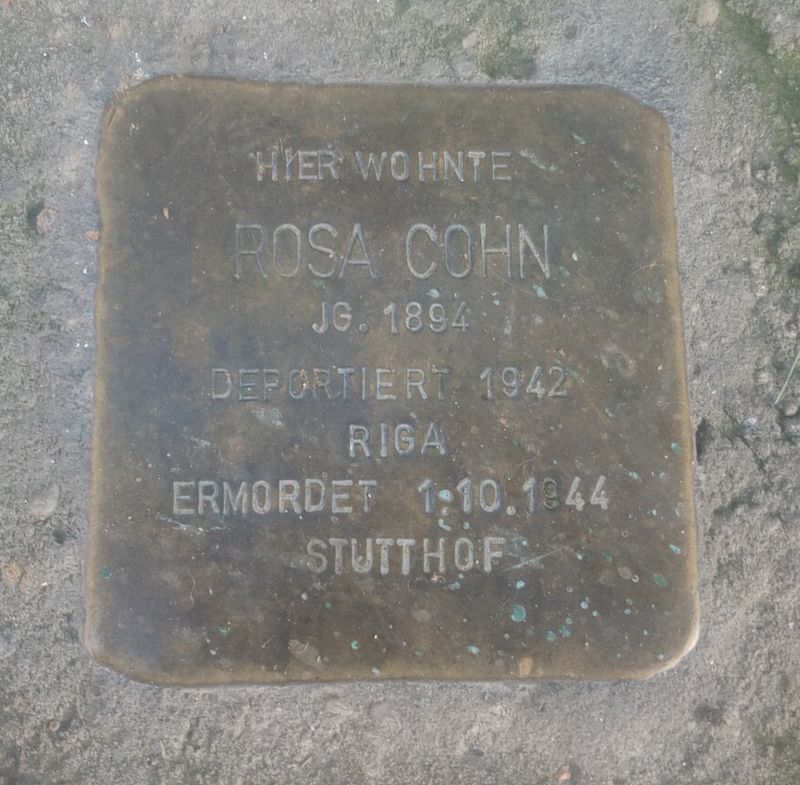 HIER WOHNTE
ROSA COHN
JG. 1894
DEPORTIERT 1942
RIGA
ERMORDET 1.10.1944
STUTTHOF